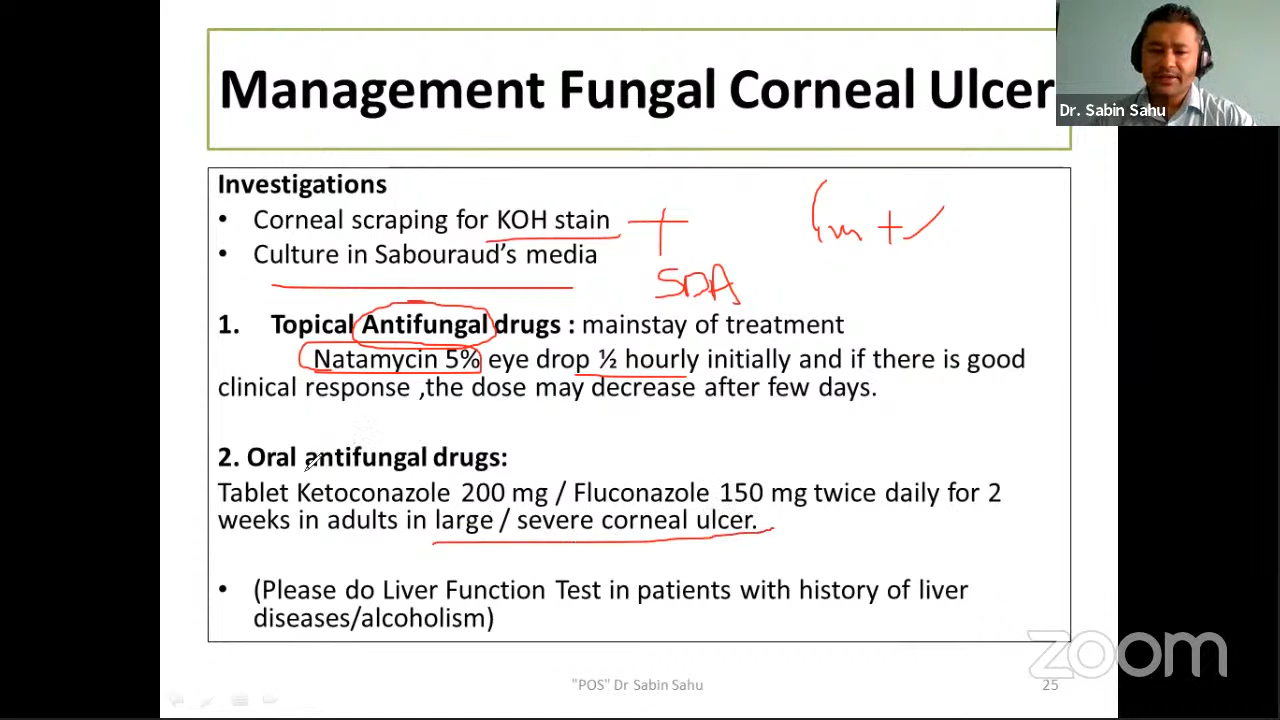 Management Fungal Corneal Ulcer
Dr. Sabin Sahu
Investigations
• Corneal scraping for KOH stain
• Culture in Sabouraud's media
SDA
1. Topical Antifungal drugs : mainstay of treatment
Natamycin 5% eye drop ½ hourly initially and if there is good
clinical response ,the dose may decrease after few days.
2. Oral antifungal drugs:
Tablet Ketoconazole 200 mg / Fluconazole 150 mg twice daily for 2
weeks in adults in large / severe corneal ulcer.
• (Please do Liver Function Test in patients with history of liver
diseases/alcoholism)
zoom
"POS" Dr Sabin Sahu
25